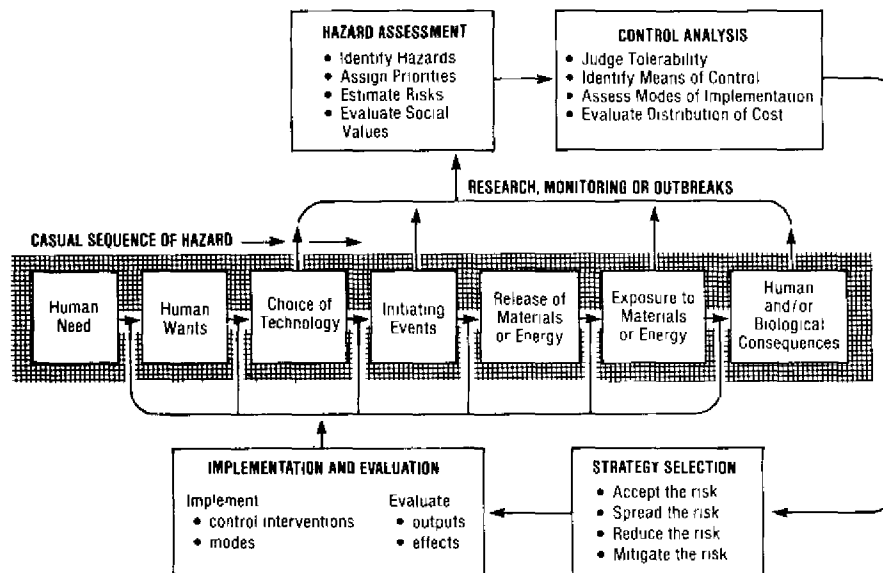 HAZARD ASSESSMENT
• Identify Hazards
• Assign Priorities
• Estimate Risks
• Evaluate Social
Values
CONTROL ANALYSIS
• Judge Tolerability
• Identify Means of Control
• Assess Modes of Implementation
• Evaluate Distribution of Cost
RESEARCH, MONITORING OR OUTBREAKS
CASUAL SEQUENCE OF HAZARD
Human
Need
Human
Wants
Choice of
Technology
Initiating
Events
Release of
Materials
or Energy
Exposure to
Materials
or Energy
Human
and/or
Biological
Consequences
IMPLEMENTATION AND EVALUATION
Implement
• control interventions
• modes
Evaluate
• outputs
• effects
STRATEGY SELECTION
• Accept the risk
• Spread the risk
• Reduce the risk
• Mitigate the risk